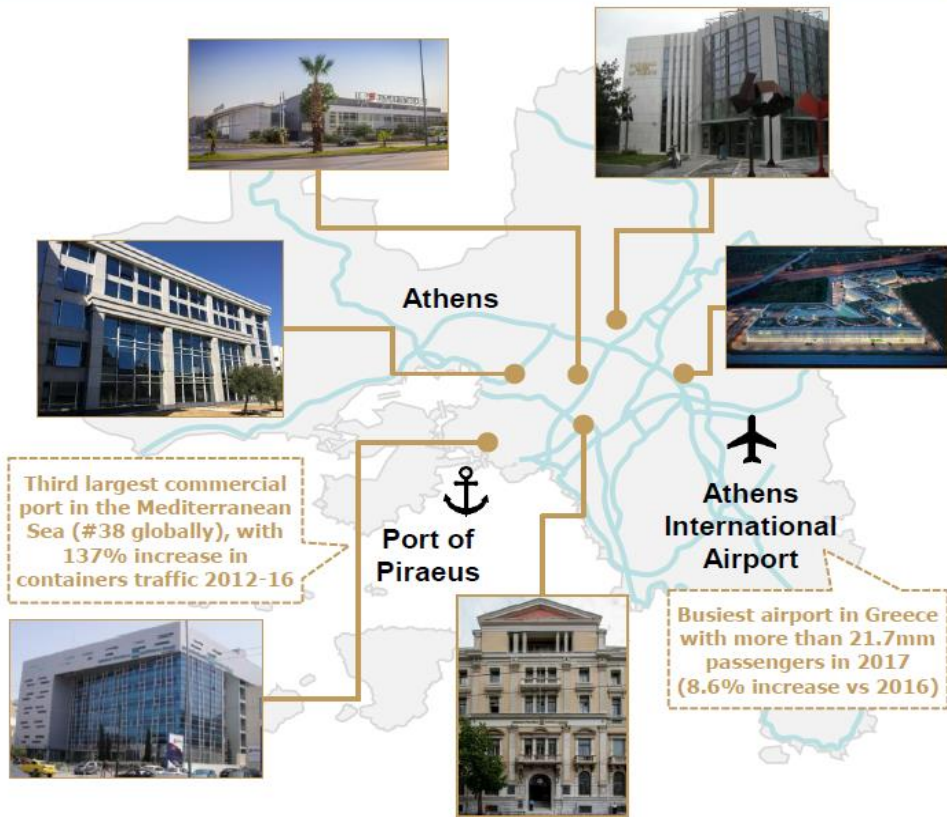 Athens
Third largest commercial
port in the Mediterranean
Sea (#38 globally), with
137% increase in
containers traffic 2012-16
Port of
Piraeus
Athens
International
Airport
Busiest airport in Greece
with more than 21.7mm
passengers in 2017
(8.6% increase vs 2016)